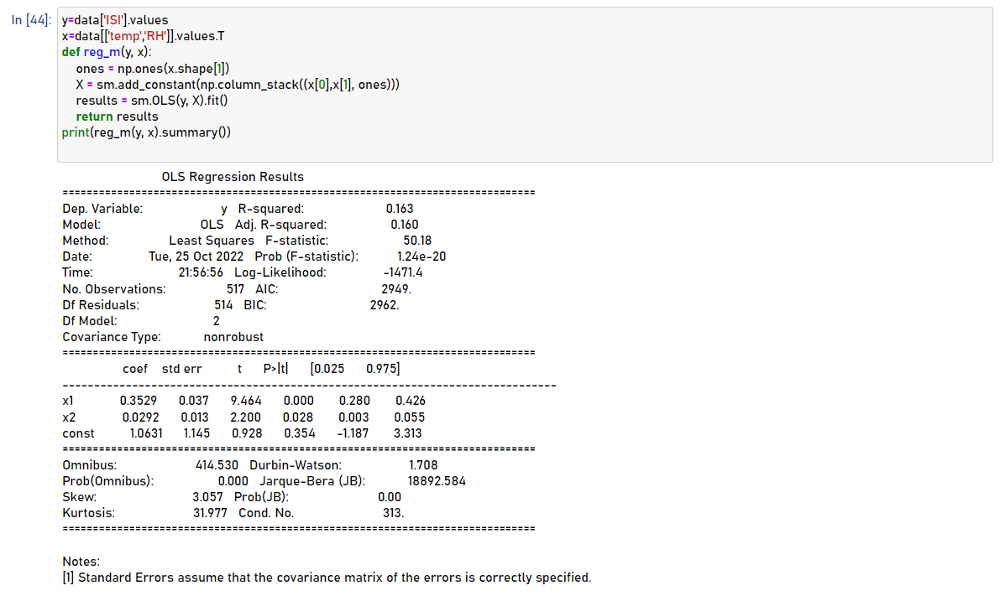 In [44]: y=data['ISI'].values
x=data[['temp','RH']].values.T
def reg_m(y, x):
    ones = np.ones(x.shape[1])
    X = sm.add_constant(np.column_stack((x[0],x[1], ones)))
    results = sm.OLS(y, X).fit()
    return results
print(reg_m(y, x).summary())
OLS Regression Results
==============================================================================
Dep. Variable: y R-squared: 0.163
Model: OLS Adj. R-squared: 0.160
Method: Least Squares F-statistic: 50.18
Date: Tue, 25 Oct 2022 Prob (F-statistic): 1.24e-20
Time: 21:56:56 Log-Likelihood: -1471.4
No. Observations: 517 AIC: 2949.
Df Residuals: 514 BIC: 2962.
Df Model: 2
Covariance Type: nonrobust
==============================================================================
coef std err t P>|t| [0.025 0.975]
------------------------------------------------------------------------------
x1 0.3529 0.037 9.464 0.000 0.280 0.426
x2 0.0292 0.013 2.200 0.028 0.003 0.055
const 1.0631 1.145 0.928 0.354 -1.187 3.313
==============================================================================
Omnibus: 414.530 Durbin-Watson: 1.708
Prob(Omnibus): 0.000 Jarque-Bera (JB): 18892.584
Skew: 3.057 Prob(JB): 0.00
Kurtosis: 31.977 Cond. No. 313.
==============================================================================
Notes:
[1] Standard Errors assume that the covariance matrix of the errors is correctly specified.